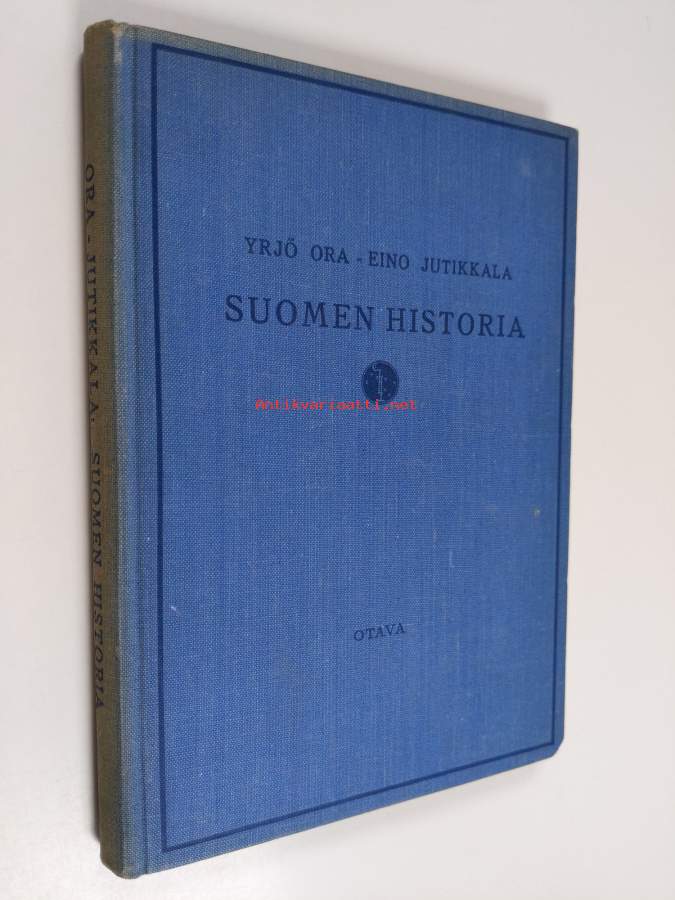 ORA - JUTIKKALA. SUOMEN HISTORIA
YRJÖ ORA - EINO JUTIKKALA
SUOMEN HISTORIA
Antikvariaatti.net
OTAVA